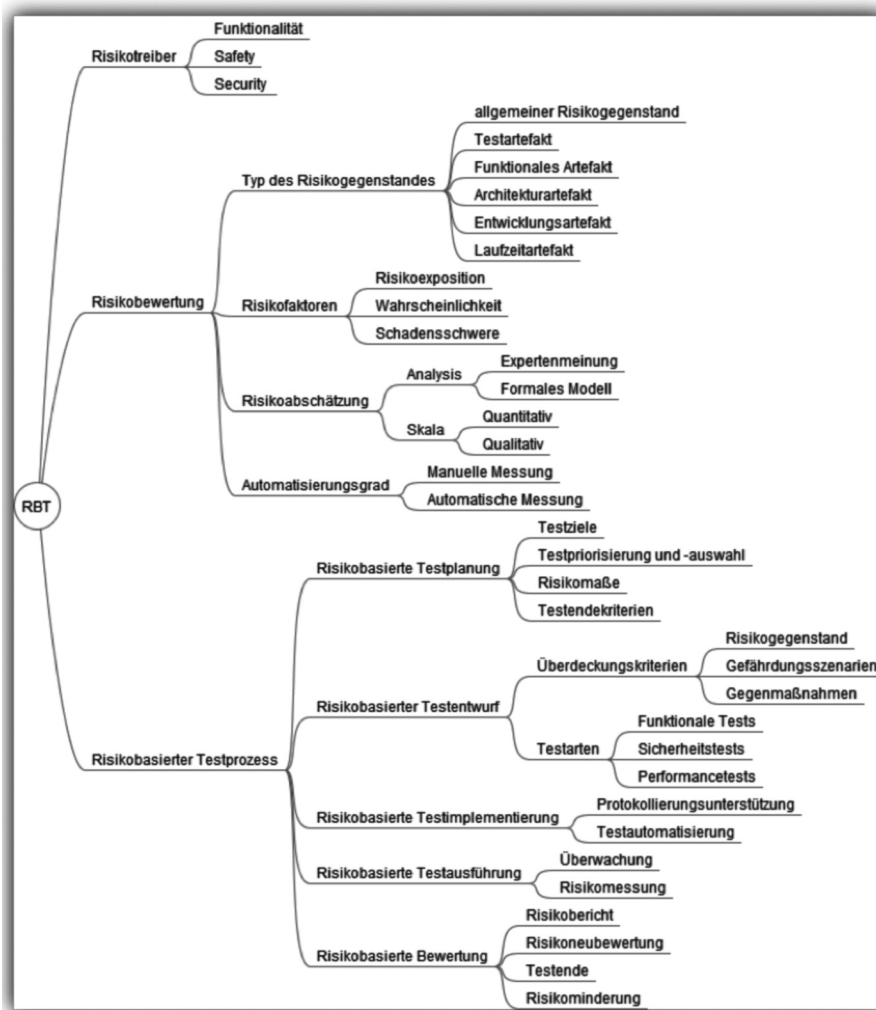 RBT
Risikotreiber
Funktionalität
Safety
Security
Risikobewertung
Typ des Risikogegenstandes
allgemeiner Risikogegenstand
Testartefakt
Funktionales Artefakt
Architekturartefakt
Entwicklungsartefakt
Laufzeitartefakt
Risikofaktoren
Risikoexposition
Wahrscheinlichkeit
Schadensschwere
Risikoabschätzung
Analysis
Expertenmeinung
Formales Modell
Skala
Quantitativ
Qualitativ
Automatisierungsgrad
Manuelle Messung
Automatische Messung
Risikobasierter Testprozess
Risikobasierte Testplanung
Testziele
Testpriorisierung und -auswahl
Risikomaße
Testendekriterien
Risikobasierter Testentwurf
Überdeckungskriterien
Risikogegenstand
Gefährdungsszenarien
Gegenmaßnahmen
Testarten
Funktionale Tests
Sicherheitstests
Performancetests
Risikobasierte Testimplementierung
Protokollierungsunterstützung
Testautomatisierung
Risikobasierte Testausführung
Überwachung
Risikomessung
Risikobasierte Bewertung
Risikobericht
Risikoneubewertung
Testende
Risikominderung